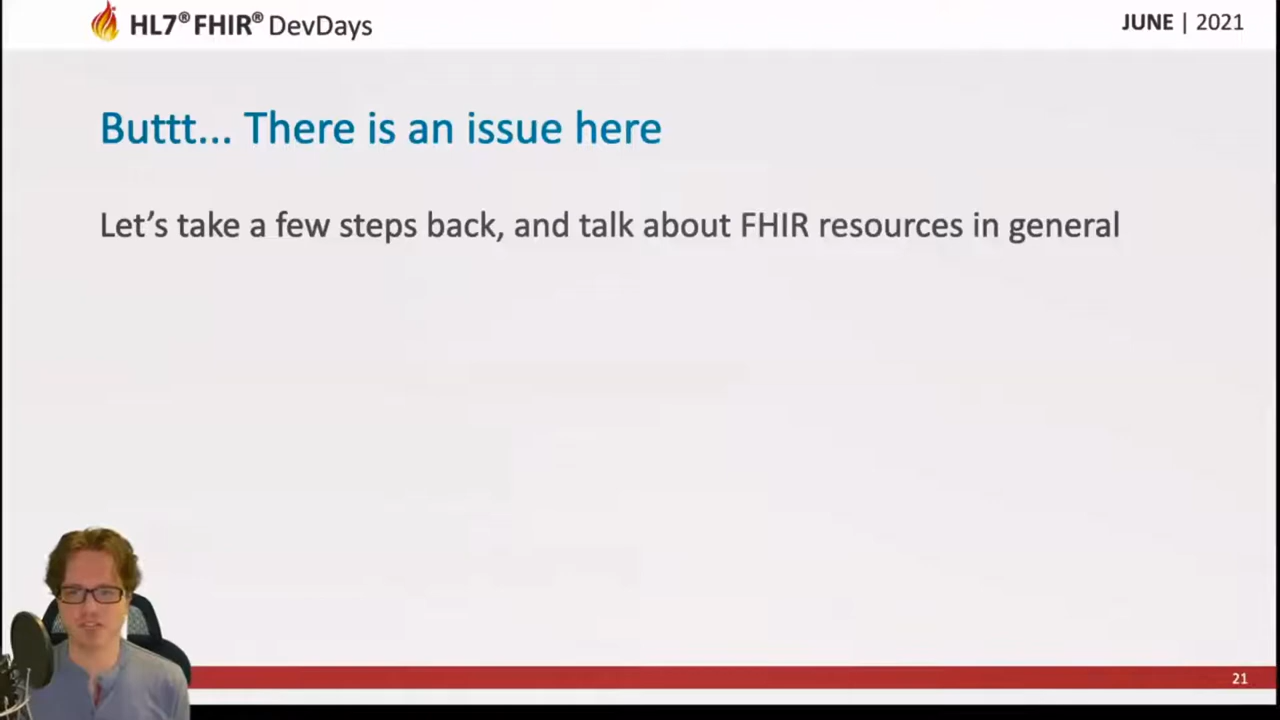 HL7® FHIR® DevDays
JUNE | 2021
Buttt... There is an issue here
Let's take a few steps back, and talk about FHIR resources in general
21